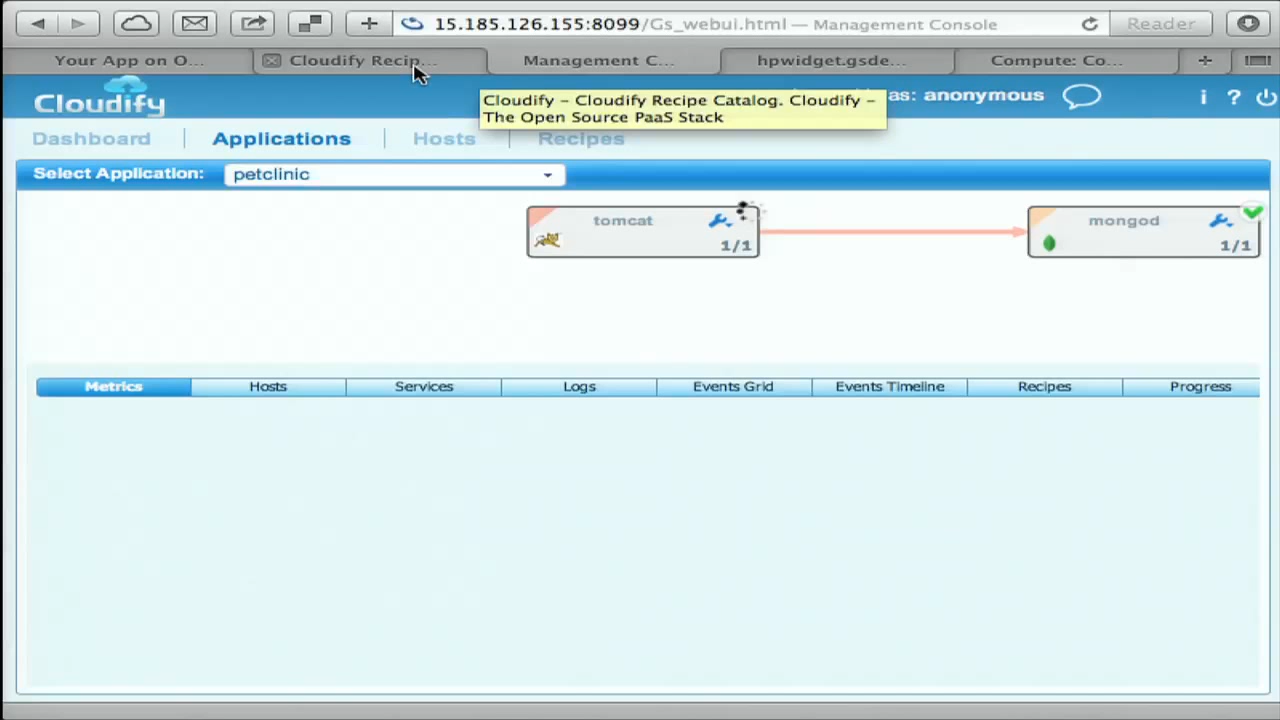 15.185.126.155:8099/Gs_webui.html — Management Console
Reader
Your App on O...
Cloudify Recip...
Management C...
hpwidget.gsde...
Compute: Co...
Cloudify
as: anonymous
i ?
Cloudify – Cloudify Recipe Catalog. Cloudify –
The Open Source PaaS Stack
Dashboard
Applications
Hosts
Recipes
Select Application:
petclinic
tomcat
1/1
mongod
1/1
Metrics
Hosts
Services
Logs
Events Grid
Events Timeline
Recipes
Progress